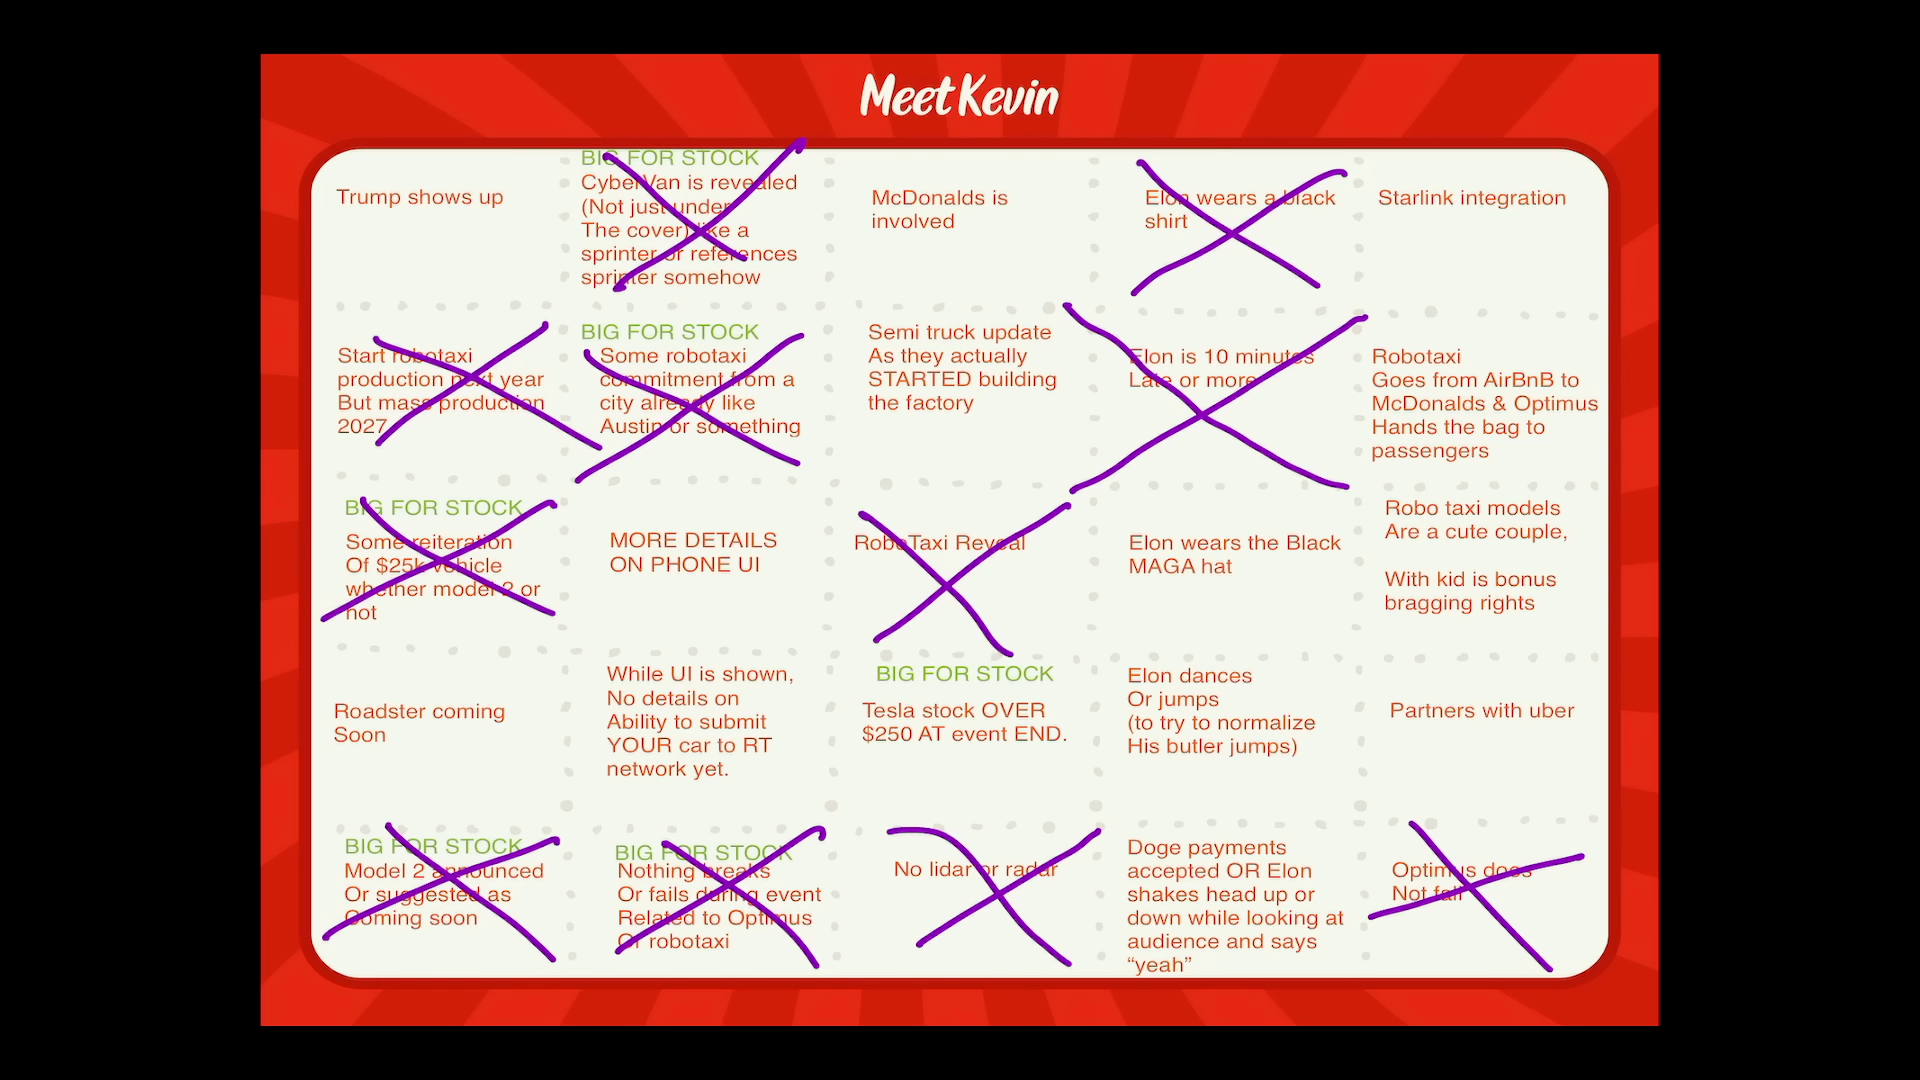 Meet Kevin
Trump shows up
BIG FOR STOCK
CyberVan is revealed
(Not just under
The cover) like a
sprinter or references
sprinter somehow
McDonalds is
involved
Elon wears a black
shirt
Starlink integration
Start robotaxi
production next year
But mass production
2027
BIG FOR STOCK
Some robotaxi
commitment from a
city already like
Austin or something
Semi truck update
As they actually
STARTED building
the factory
Elon is 10 minutes
Late or more
Robotaxi
Goes from AirBnB to
McDonalds & Optimus
Hands the bag to
passengers
BIG FOR STOCK
Some reiteration
Of $25k vehicle
whether model 2 or
not
MORE DETAILS
ON PHONE UI
RoboTaxi Reveal
Elon wears the Black
MAGA hat
Robo taxi models
Are a cute couple,
With kid is bonus
bragging rights
Roadster coming
Soon
While UI is shown,
No details on
Ability to submit
YOUR car to RT
network yet.
BIG FOR STOCK
Tesla stock OVER
$250 AT event END.
Elon dances
Or jumps
(to try to normalize
His butler jumps)
Partners with uber
BIG FOR STOCK
Model 2 announced
Or suggested as
Coming soon
BIG FOR STOCK
Nothing breaks
Or fails during event
Related to Optimus
Or robotaxi
No lidar or radar
Doge payments
accepted OR Elon
shakes head up or
down while looking at
audience and says
“yeah”
Optimus does
Not fall